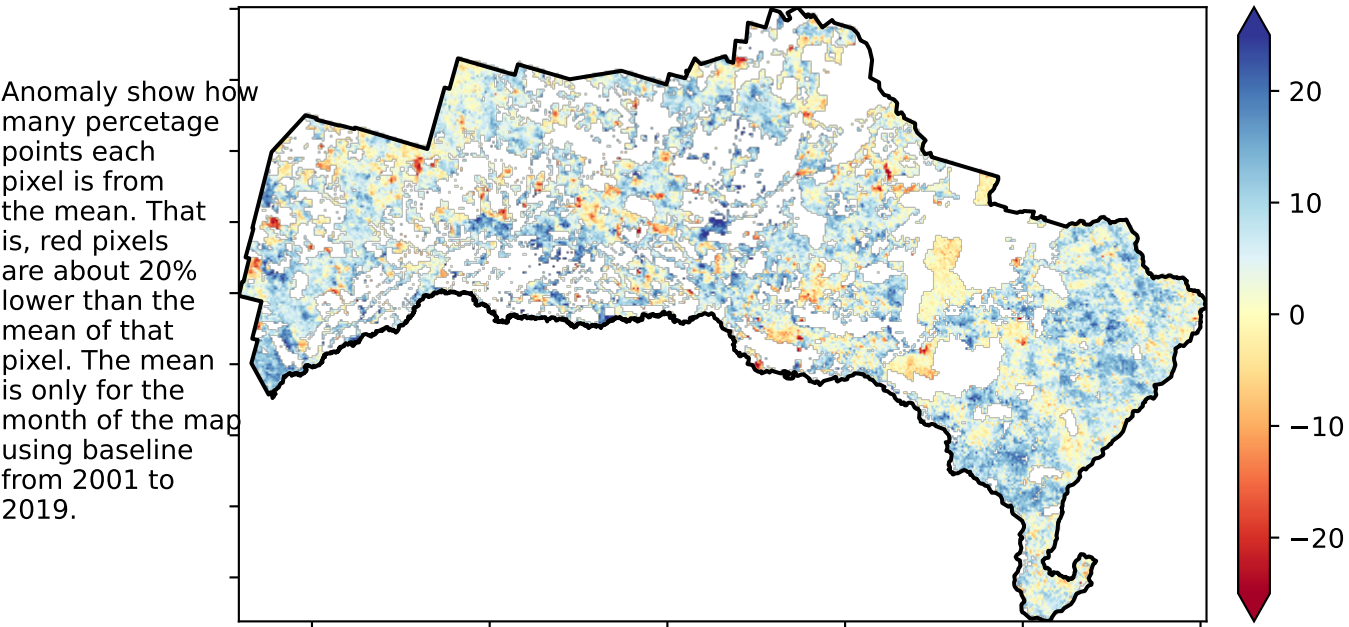 Anomaly show how
many percetage
points each
pixel is from
the mean. That
is, red pixels
are about 20%
lower than the
mean of that
pixel. The mean
is only for the
month of the map
using baseline
from 2001 to
2019.
20
10
0
−10
−20